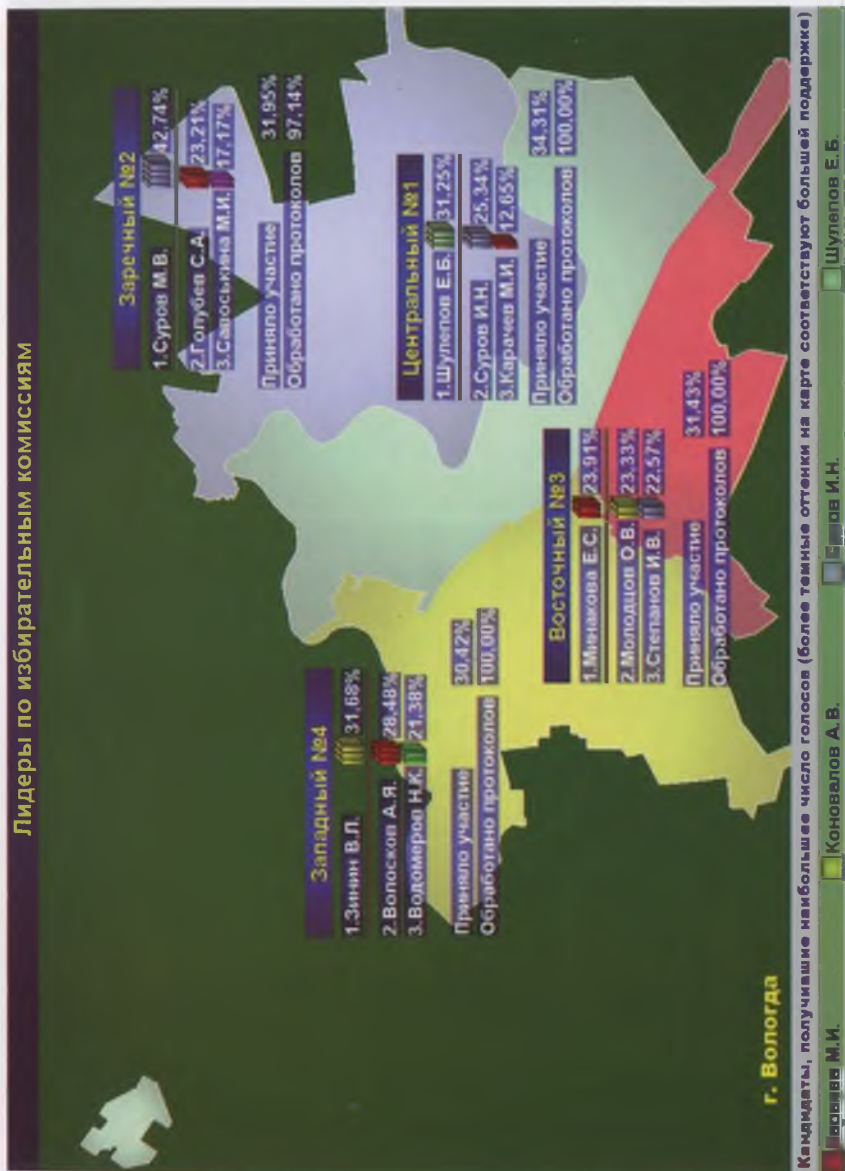 Лидеры по избирательным комиссиям
Заречный №2
1.Суров М.В. 42,74%
2.Голубев С.А. 23,21%
3.Сапоськина М.И. 17,17%
Приняло участие 31,95%
Обработано протоколов 97,14%
Центральный №1
1.Шулепов Е.Б. 31,25%
2.Суров И.Н. 25,34%
3.Карачев М.И. 12,65%
Приняло участие 34,31%
Обработано протоколов 100,00%
Западный №4
1.Зинин В.Л. 31,68%
2.Волосков А.Я. 28,48%
3.Водомеров Н.К. 21,38%
Приняло участие 30,42%
Обработано протоколов 100,00%
Восточный №3
1.Минакова Е.С. 23,91%
2.Молодцов О.В. 23,33%
3.Степанов И.В. 22,57%
Приняло участие 31,43%
Обработано протоколов 100,00%
г. Вологда
Кандидаты, получившие наибольшее число голосов (более темные оттенки на карте соответствуют большей поддержке)
М.И. Коновалов А.В. И.Н. Шулепов Е.Б.